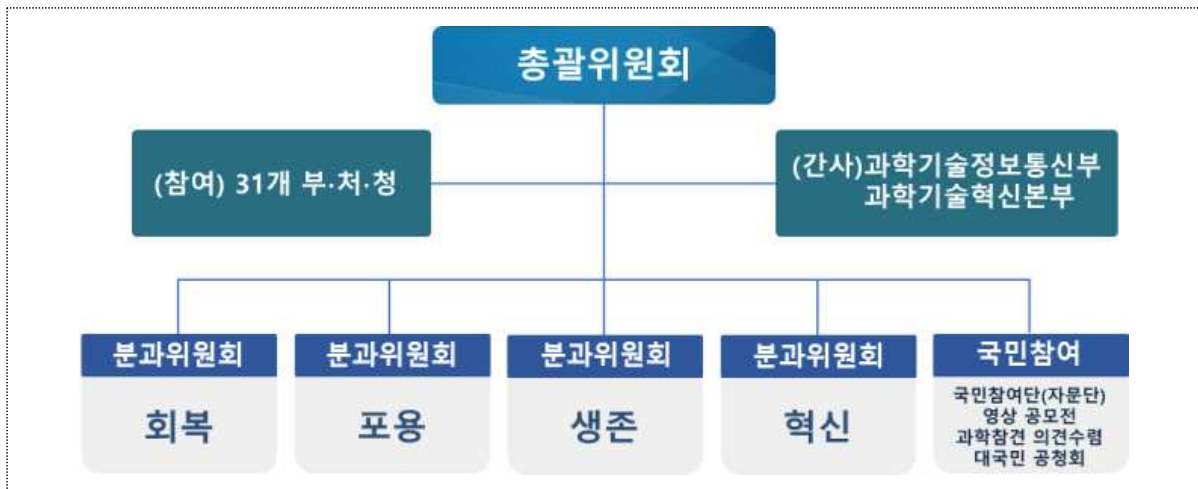 총괄위원회
(참여) 31개 부·처·청
(간사)과학기술정보통신부
과학기술혁신본부
분과위원회
회복
분과위원회
포용
분과위원회
생존
분과위원회
혁신
국민참여
국민참여단(자문단)
영상 공모전
과학참견 의견수렴
대국민 공청회